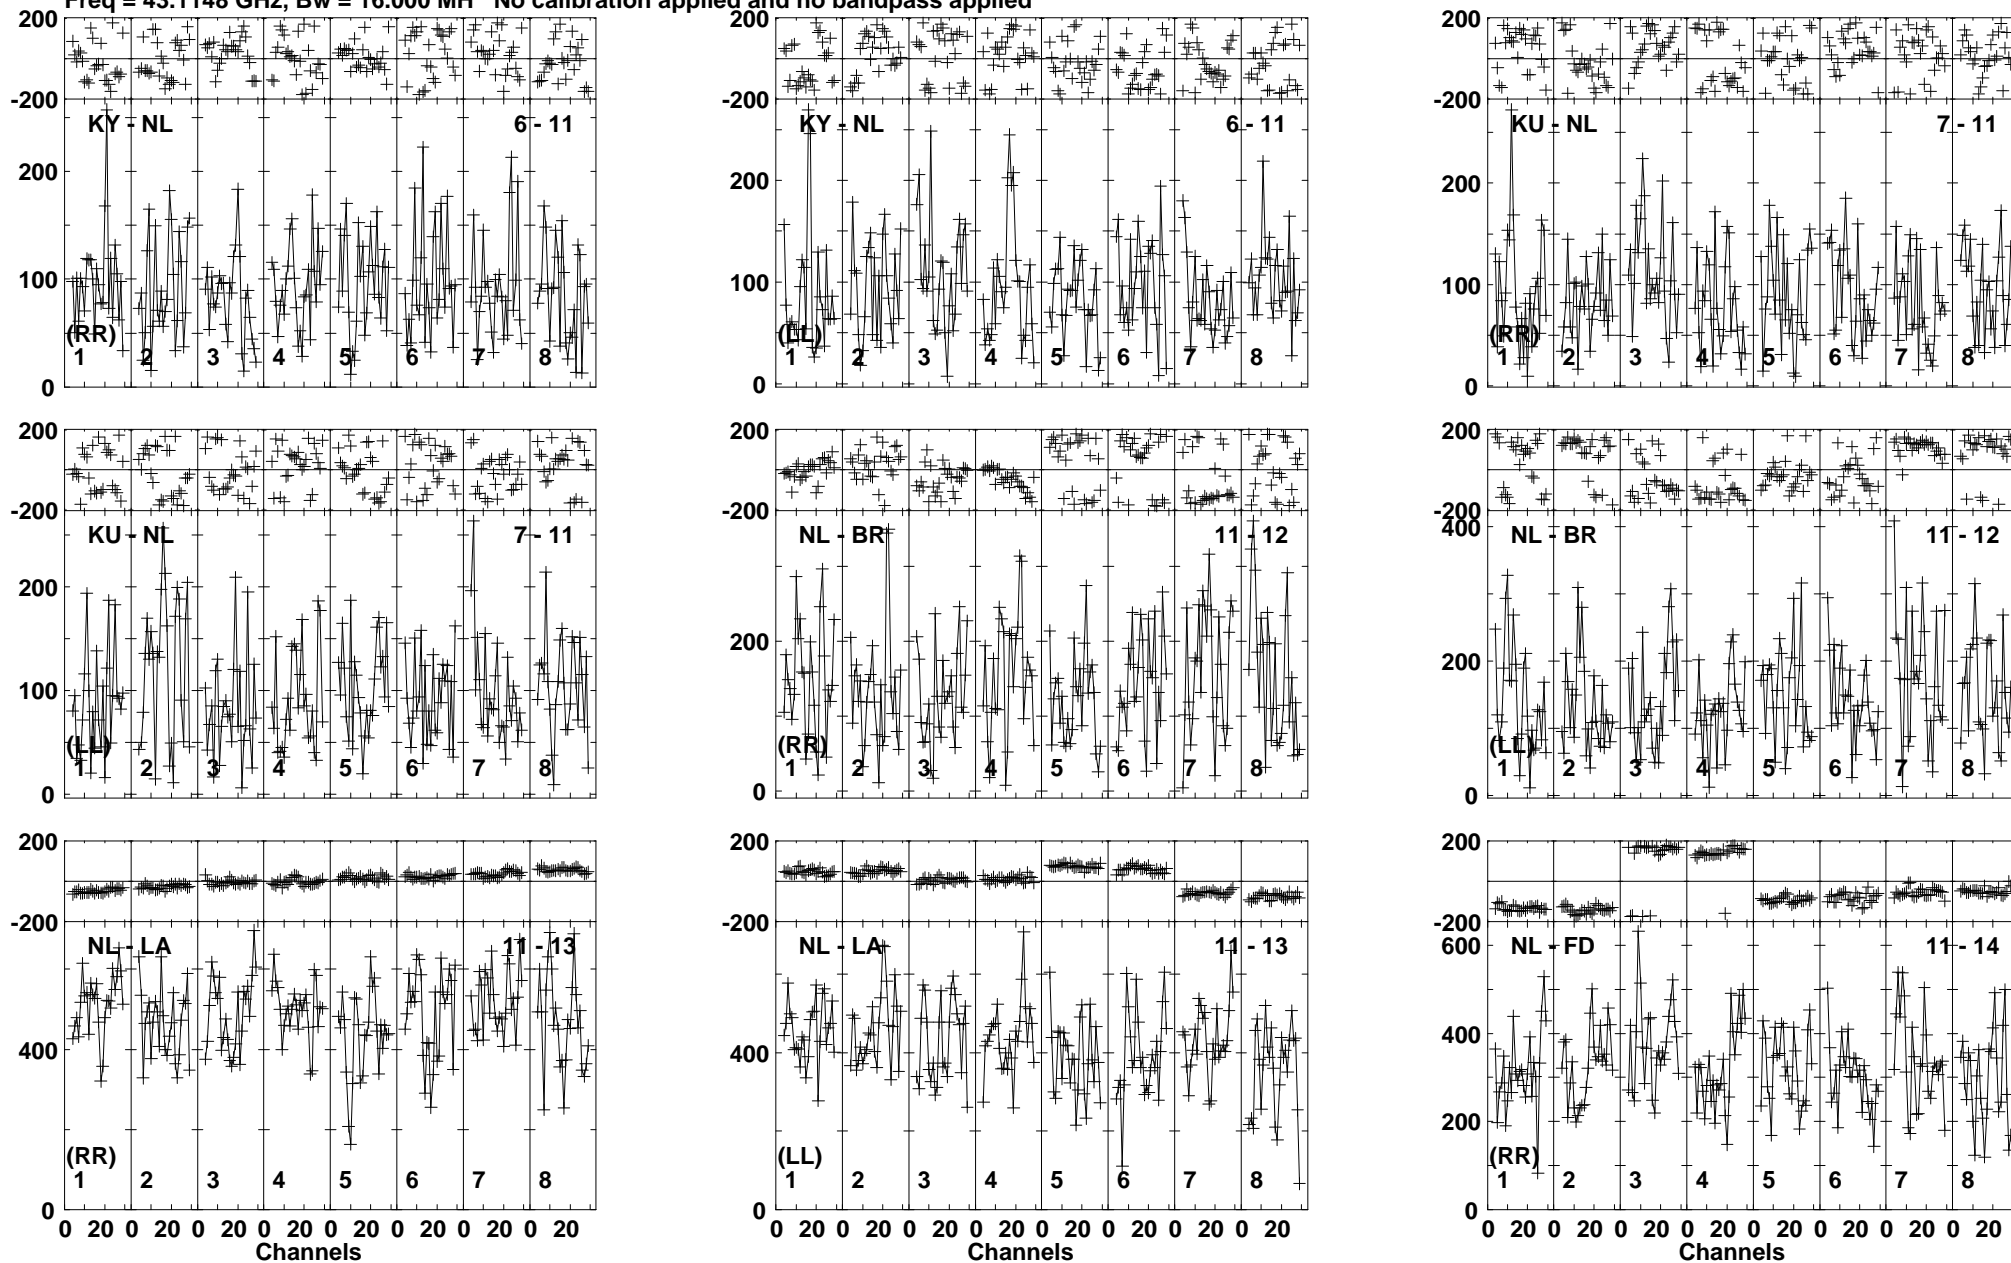 Freq = 43.1148 GHz, Bw = 16.000 MH No calibration applied and no bandpass applied
200 200 200
-200 -200 -200
KY - NL 6 - 11 KY - NL 6 - 11 KU - NL 7 - 11
200 200 200
100 100 100
(RR) (LL) (RR)
1 2 3 4 5 6 7 8 1 2 3 4 5 6 7 8 1 2 3 4 5 6 7 8
0 0 0
200 200 200
-200 -200 -200
KU - NL 7 - 11 NL - BR 11 - 12 400 NL - BR 11 - 12
200 200 200
100
(LL) (RR) (LL)
1 2 3 4 5 6 7 8 1 2 3 4 5 6 7 8 1 2 3 4 5 6 7 8
0 0 0
200 200 200
-200 -200 -200
NL - LA 11 - 13 NL - LA 11 - 13 600 NL - FD 11 - 14
400 400 400
200
(RR) (LL) (RR)
1 2 3 4 5 6 7 8 1 2 3 4 5 6 7 8 1 2 3 4 5 6 7 8
0 0 0
0 20 0 20 0 20 0 20 0 20 0 20 0 20 0 20 0 20 0 20 0 20 0 20 0 20 0 20 0 20 0 20 0 20 0 20 0 20 0 20 0 20 0 20 0 20 0 20
Channels Channels Channels